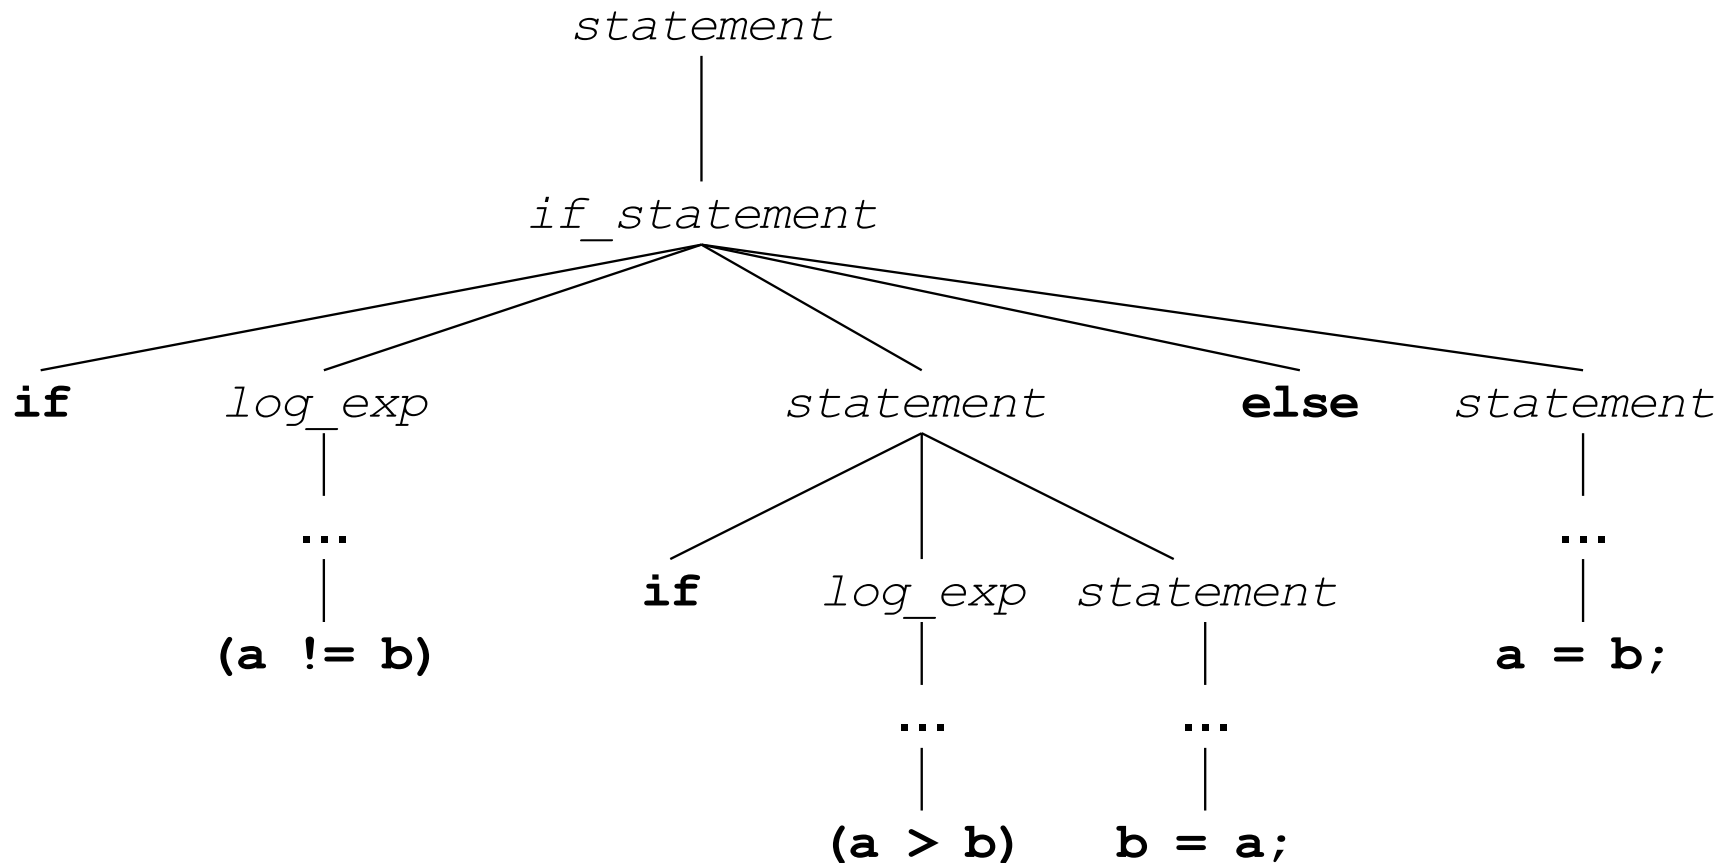 statement
if_statement
if log_exp statement else statement
... ...
if log_exp statement
(a != b) a = b;
... ...
(a > b) b = a;